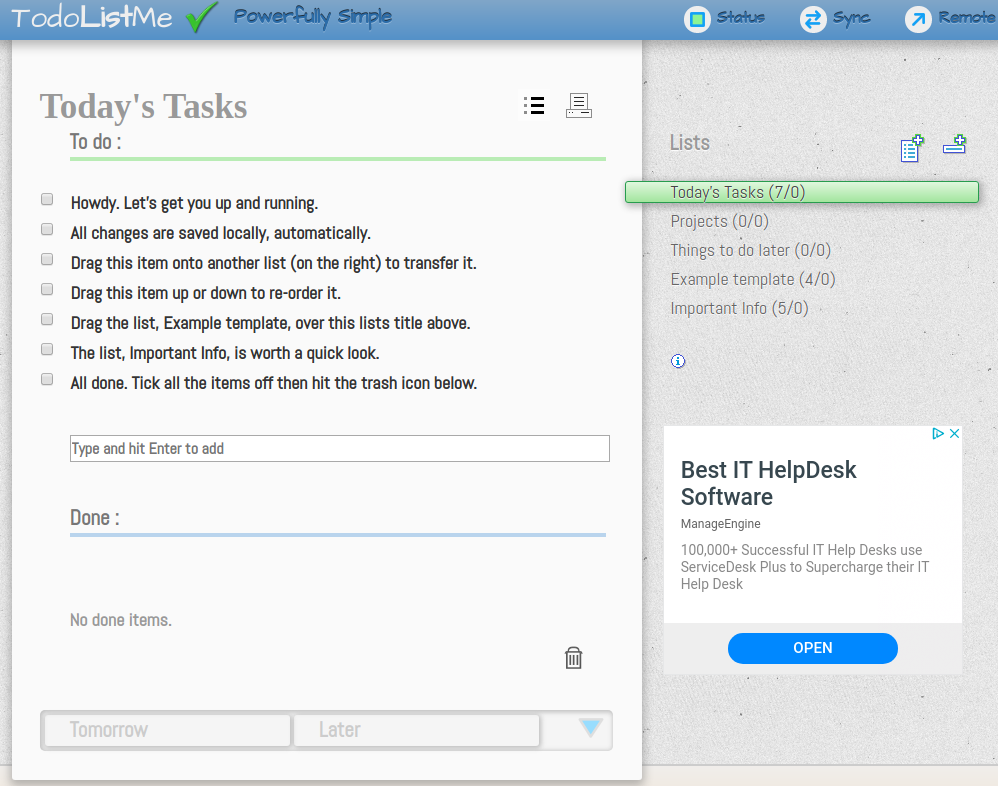 TodoListMe Powerfully Simple Status Sync Remote
Today's Tasks
To do :
Howdy. Let's get you up and running.
All changes are saved locally, automatically.
Drag this item onto another list (on the right) to transfer it.
Drag this item up or down to re-order it.
Drag the list, Example template, over this lists title above.
The list, Important Info, is worth a quick look.
All done. Tick all the items off then hit the trash icon below.
Type and hit Enter to add
Done :
No done items.
Tomorrow
Later
Lists
Today's Tasks (7/0)
Projects (0/0)
Things to do later (0/0)
Example template (4/0)
Important Info (5/0)
Best IT HelpDesk
Software
ManageEngine
100,000+ Successful IT Help Desks use
ServiceDesk Plus to Supercharge their IT
Help Desk
OPEN